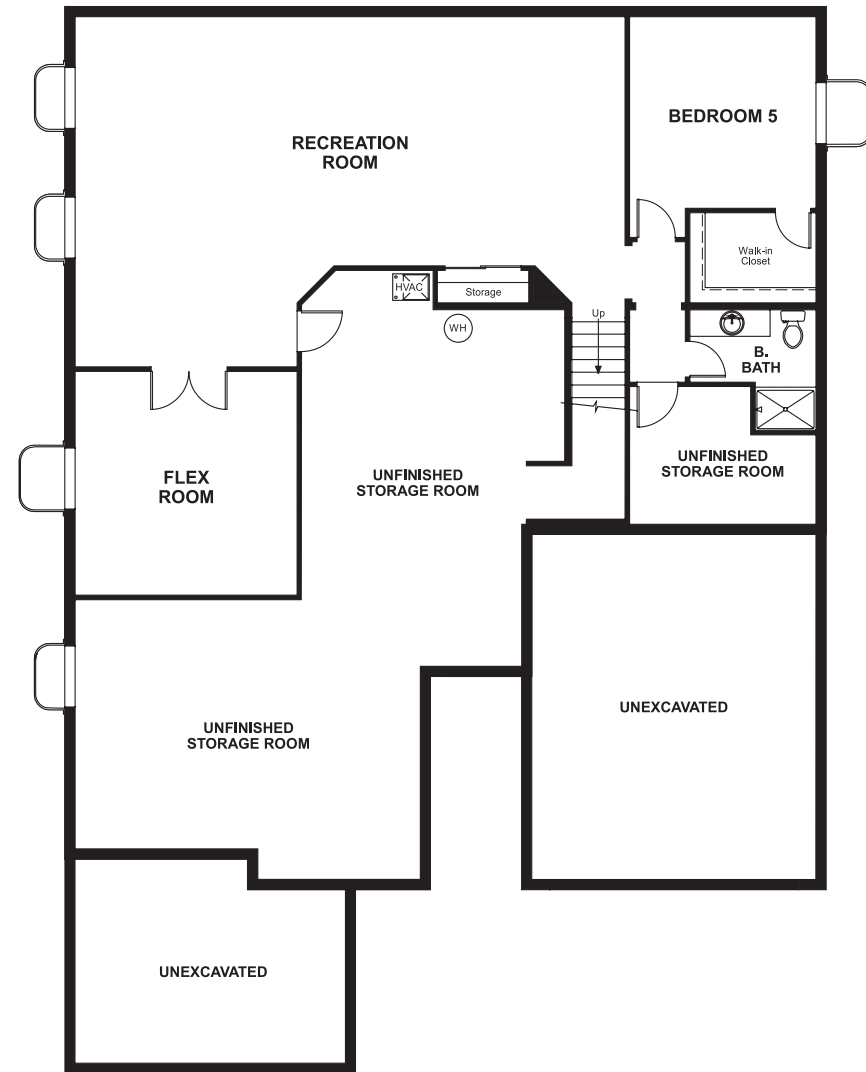 BEDROOM 5
RECREATION
ROOM
Walk-in
Closet
HVAC
Storage
Up
WH
B.
BATH
UNFINISHED
STORAGE ROOM
FLEX
ROOM
UNFINISHED
STORAGE ROOM
UNEXCAVATED
UNFINISHED
STORAGE ROOM
UNEXCAVATED